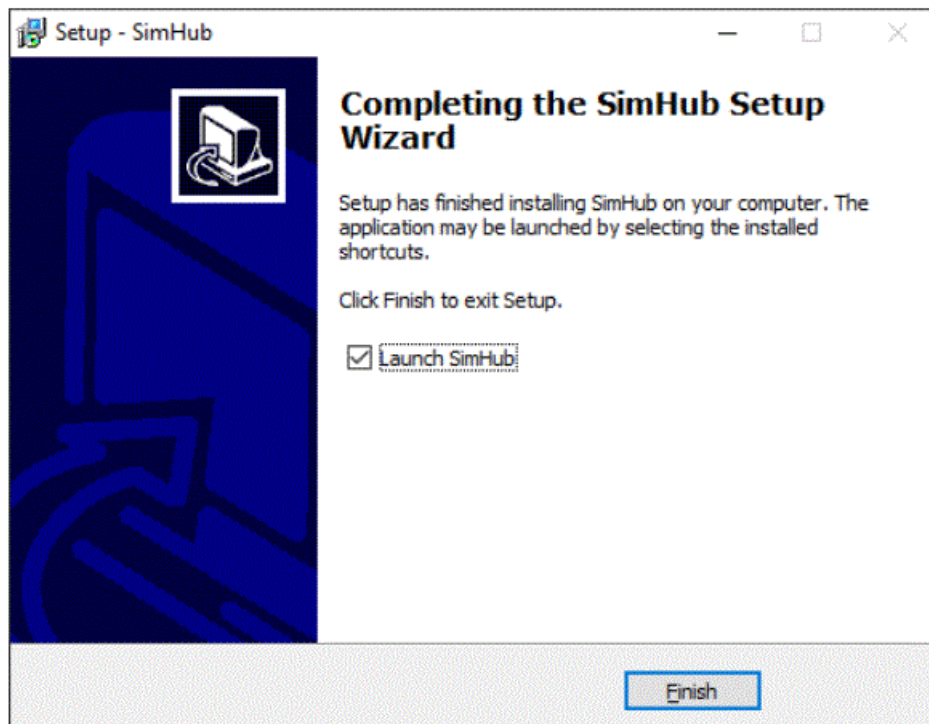 Setup - SimHub
Completing the SimHub Setup
Wizard
Setup has finished installing SimHub on your computer. The
application may be launched by selecting the installed
shortcuts.
Click Finish to exit Setup.
Launch SimHub
Finish